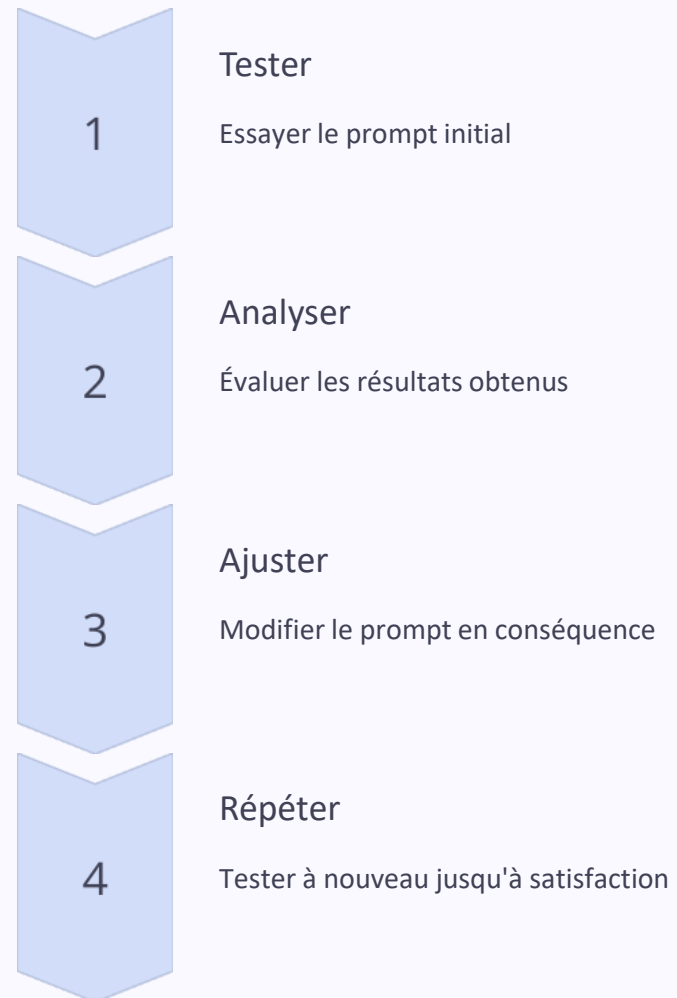 1
Tester
Essayer le prompt initial
2
Analyser
Évaluer les résultats obtenus
3
Ajuster
Modifier le prompt en conséquence
4
Répéter
Tester à nouveau jusqu'à satisfaction